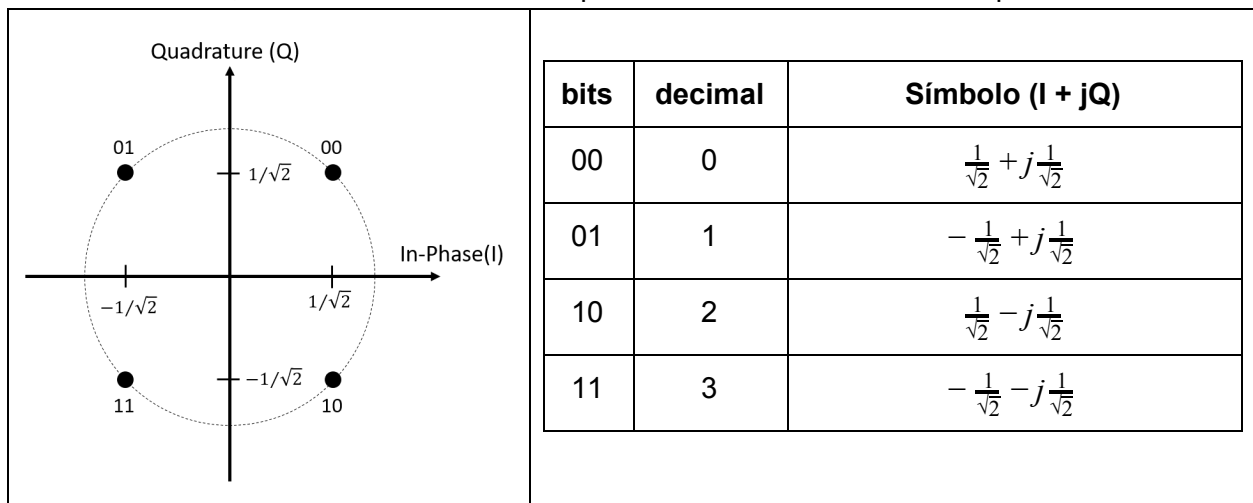 Quadrature (Q)
01 00
1/√2
In-Phase(I)
−1/√2 1/√2
−1/√2
11 10
bits decimal Símbolo (I + jQ)
00 0 1/√2 + j 1/√2
01 1 − 1/√2 + j 1/√2
10 2 1/√2 − j 1/√2
11 3 − 1/√2 − j 1/√2